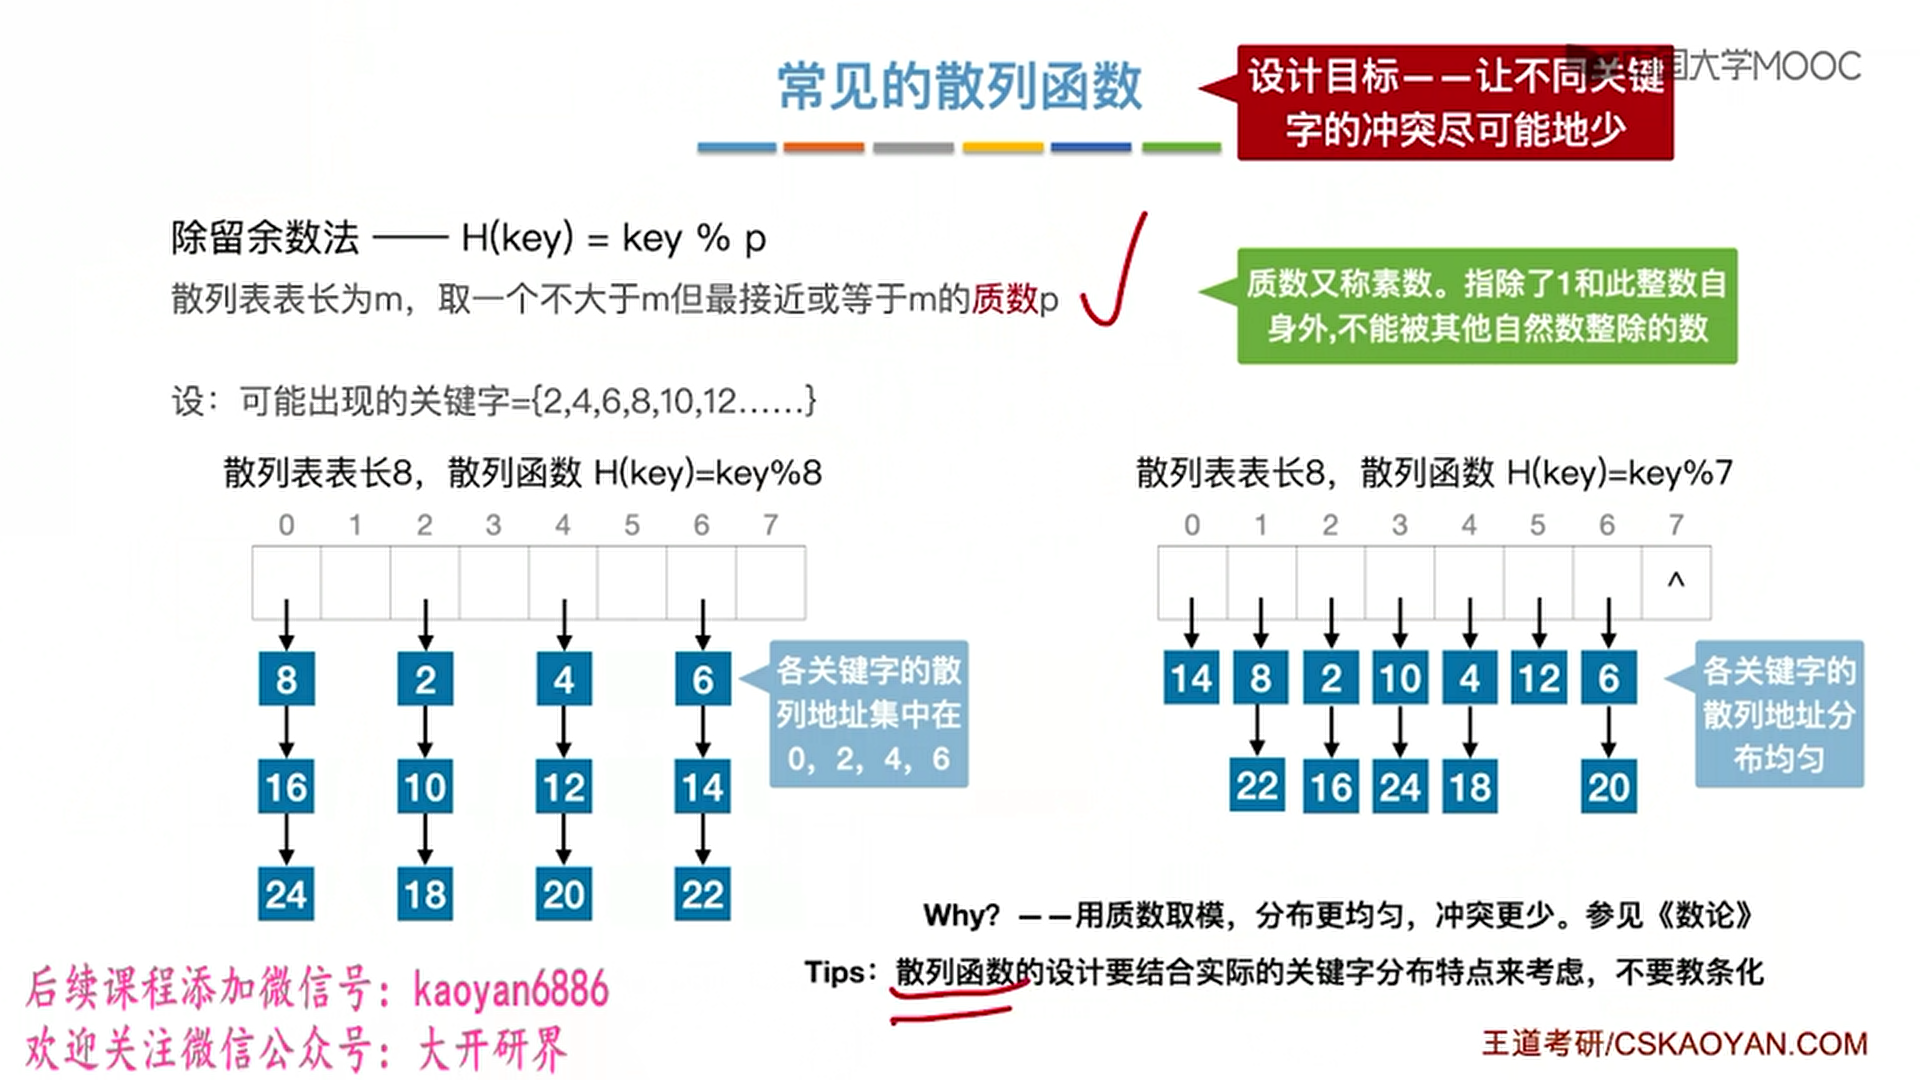 常见的散列函数
设计目标——让不同关键
字的冲突尽可能地少
国大学MOOC
除留余数法 —— H(key) = key % p
散列表表长为m，取一个不大于m但最接近或等于m的质数p
质数又称素数。指除了1和此整数自
身外,不能被其他自然数整除的数
设：可能出现的关键字={2,4,6,8,10,12……}
散列表表长8，散列函数 H(key)=key%8
0 1 2 3 4 5 6 7
8 2 4 6
16 10 12 14
24 18 20 22
各关键字的散
列地址集中在
0，2，4，6
散列表表长8，散列函数 H(key)=key%7
0 1 2 3 4 5 6 7
^
14 8 2 10 4 12 6
22 16 24 18 20
各关键字的
散列地址分
布均匀
Why？——用质数取模，分布更均匀，冲突更少。参见《数论》
Tips：散列函数的设计要结合实际的关键字分布特点来考虑，不要教条化
后续课程添加微信号：kaoyan6886
欢迎关注微信公众号：大开研界
王道考研/CSKAOYAN.COM